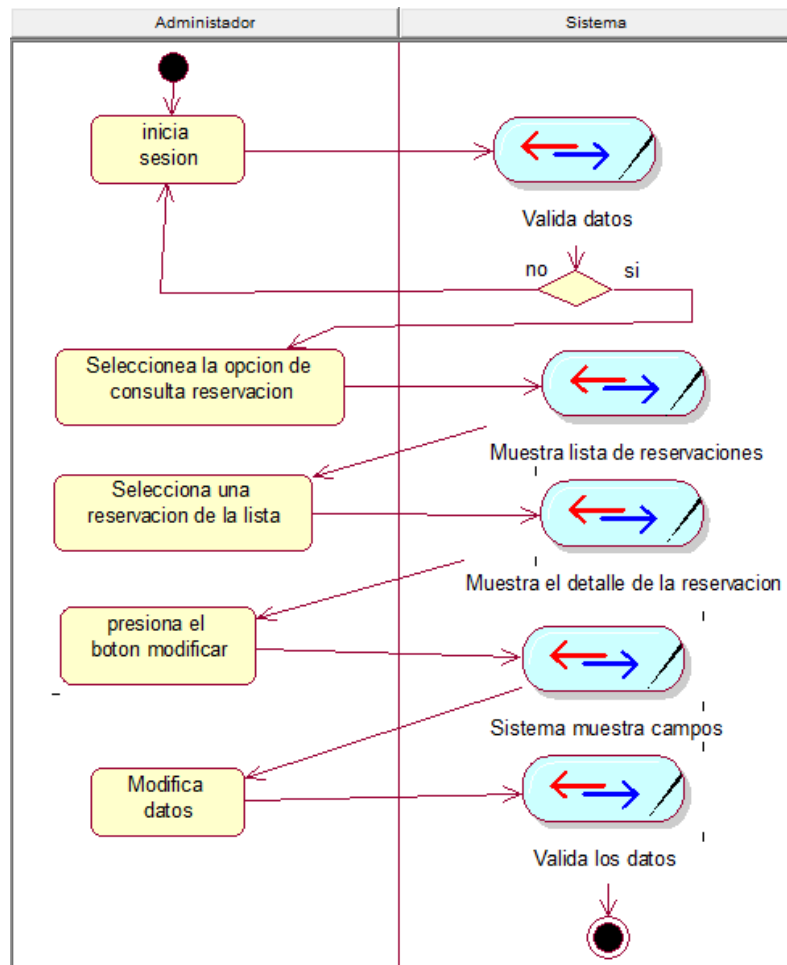 Administador
Sistema
inicia
sesion
Valida datos
no
si
Seleccionea la opcion de
consulta reservacion
Muestra lista de reservaciones
Selecciona una
reservacion de la lista
Muestra el detalle de la reservacion
presiona el
boton modificar
Sistema muestra campos
Modifica
datos
Valida los datos